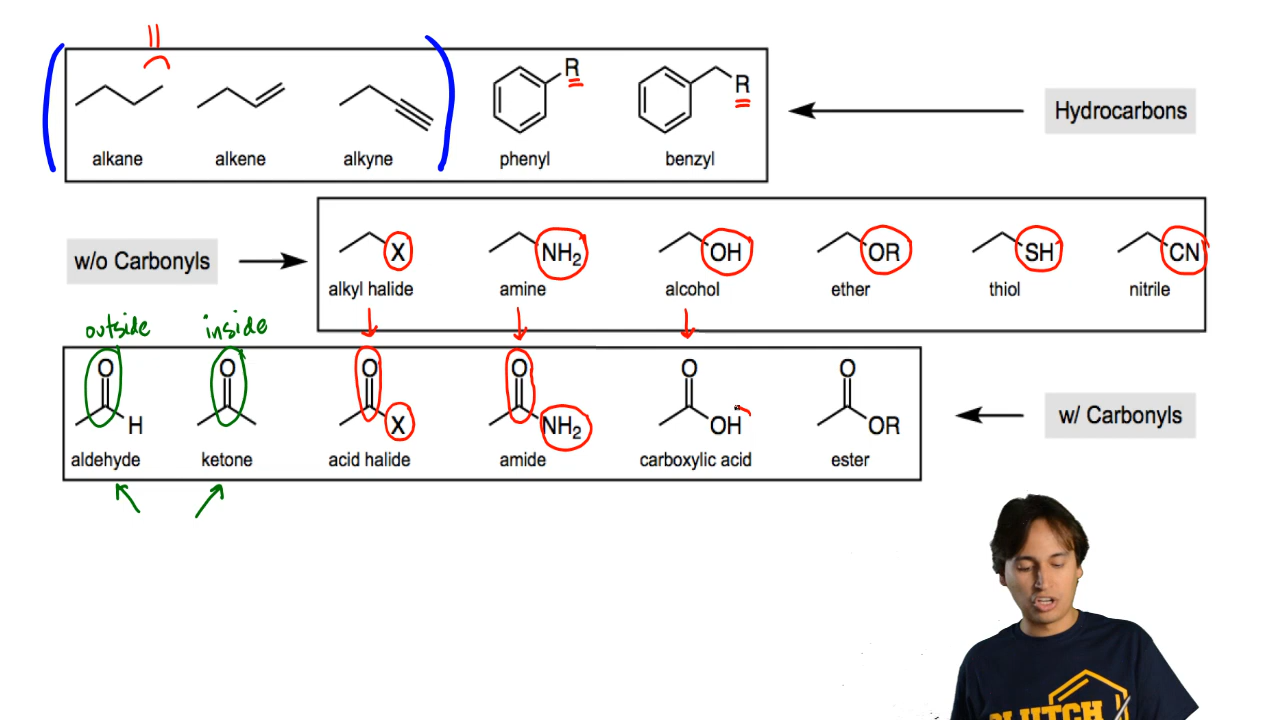 R
R
Hydrocarbons
alkane alkene alkyne phenyl benzyl
w/o Carbonyls
X NH2 OH OR SH CN
alkyl halide amine alcohol ether thiol nitrile
outside inside
O O O O O O
H X NH2 OH OR
w/ Carbonyls
aldehyde ketone acid halide amide carboxylic acid ester
CLUTCH